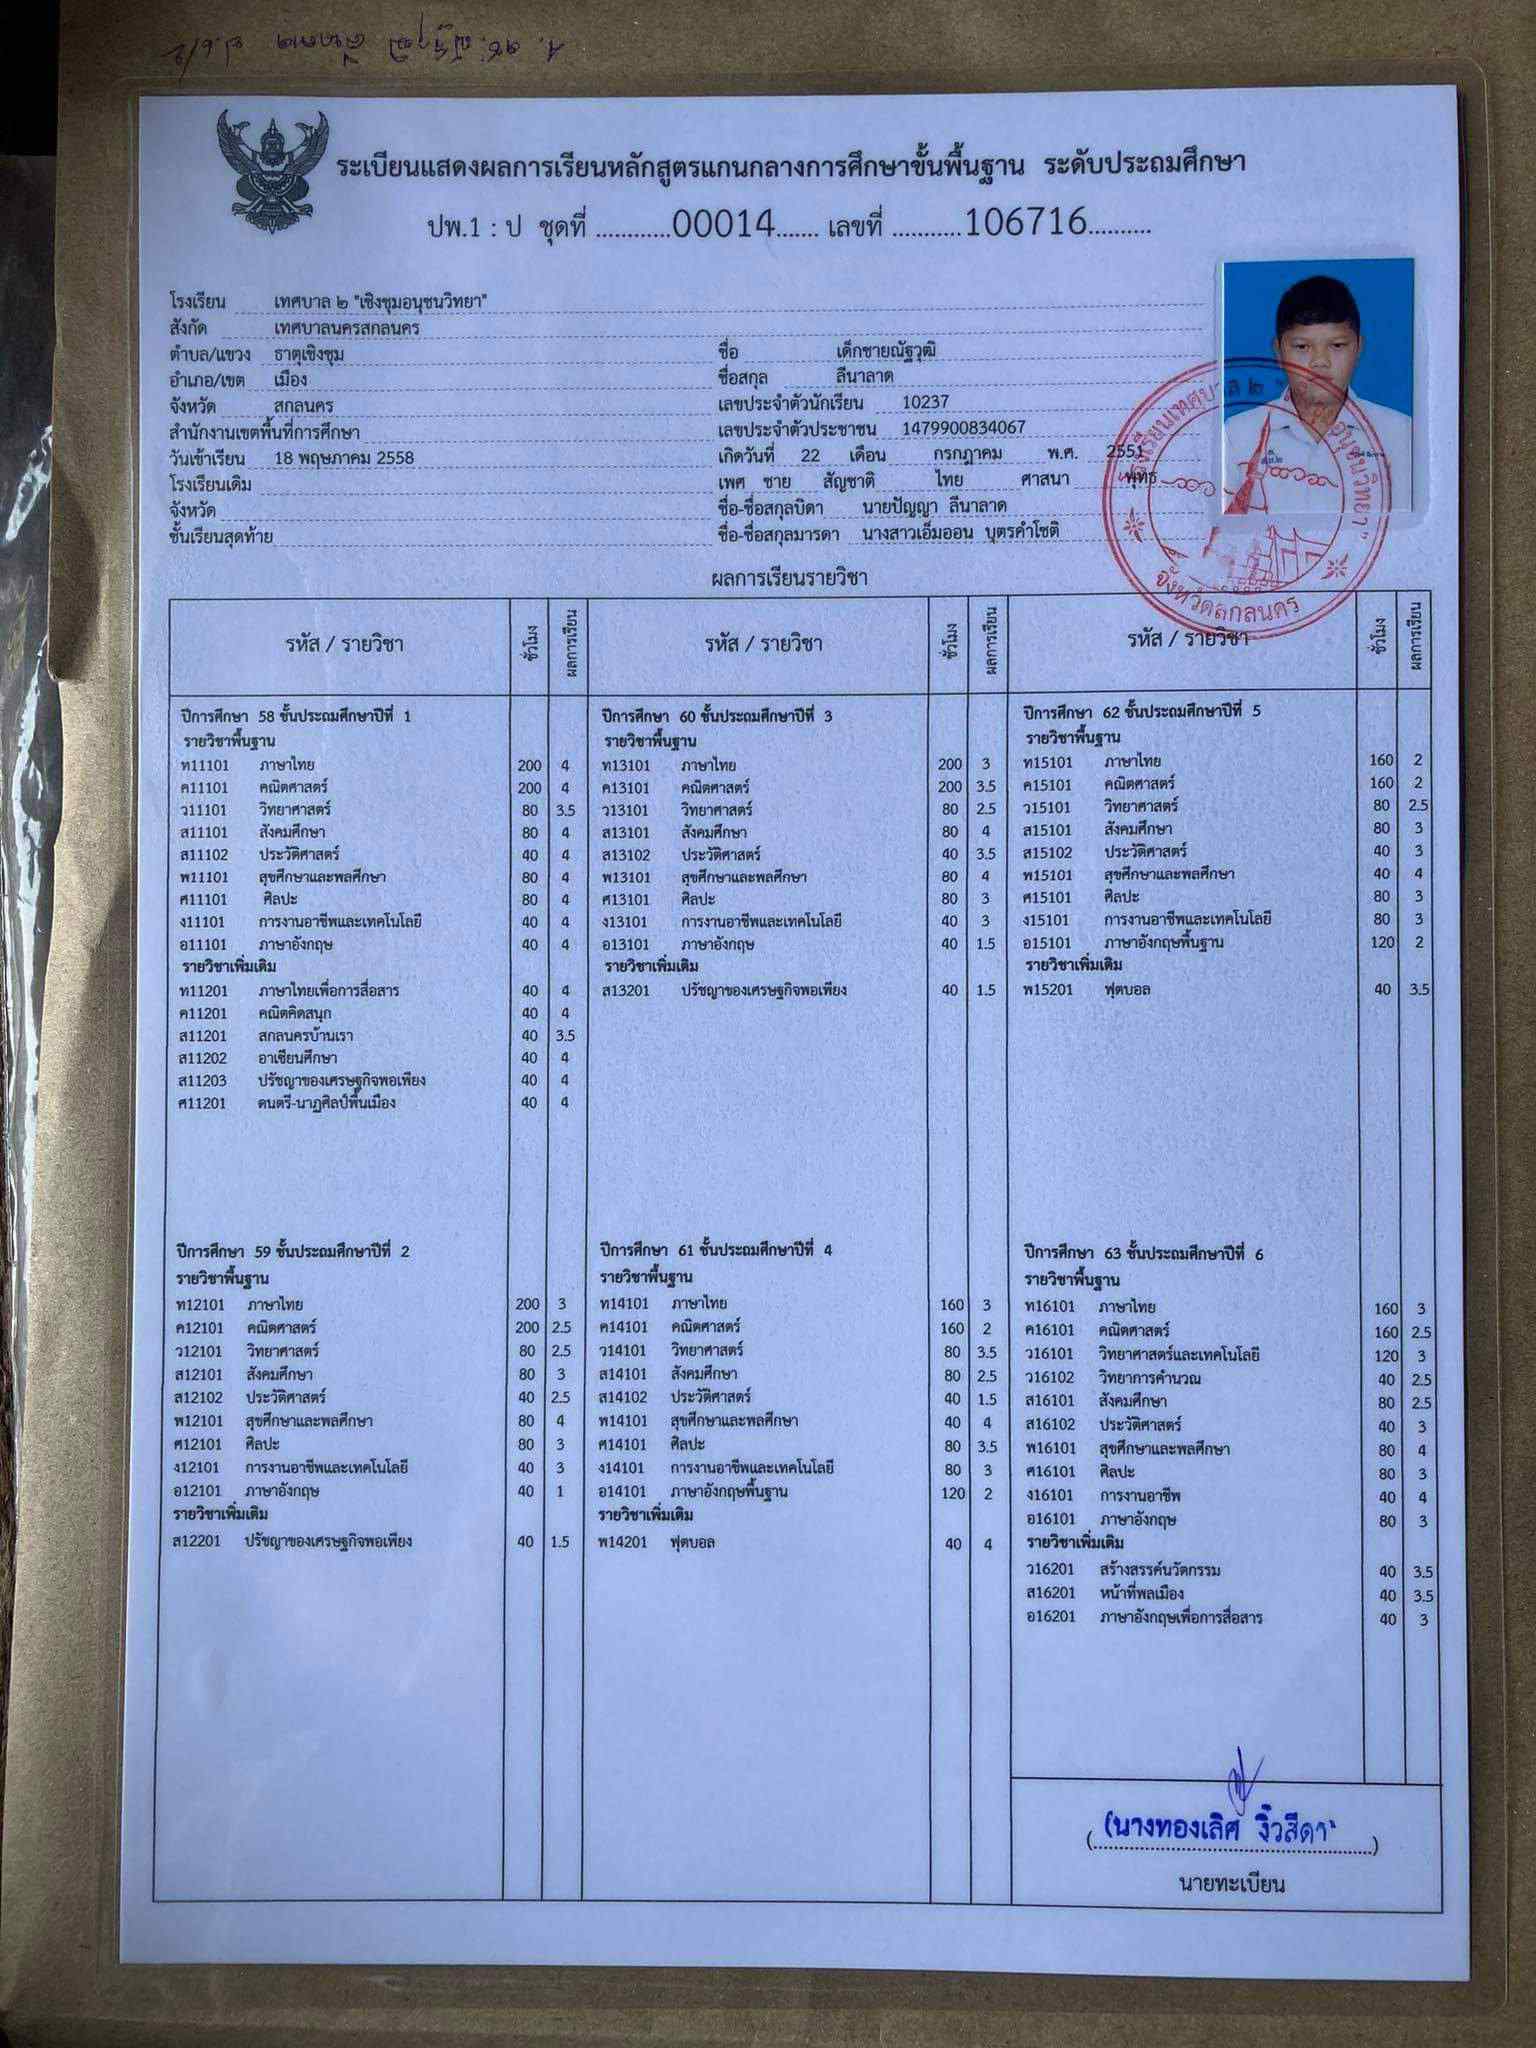 ระเบียนแสดงผลการเรียนหลักสูตรแกนกลางการศึกษาขั้นพื้นฐาน ระดับประถมศึกษา
ปพ.1 : ป ชุดที่ ............00014....... เลขที่ ...........106716..........
โรงเรียน เทศบาล ๒ "เชิงชุมอนุชนวิทยา"
สังกัด เทศบาลนครสกลนคร
ตำบล/แขวง ธาตุเชิงชุม
อำเภอ/เขต เมือง
จังหวัด สกลนคร
สำนักงานเขตพื้นที่การศึกษา
วันเข้าเรียน 18 พฤษภาคม 2558
โรงเรียนเดิม
จังหวัด
ชั้นเรียนสุดท้าย
ชื่อ เด็กชายณัฐวุฒิ
ชื่อสกุล ลีนาลาด
เลขประจำตัวนักเรียน 10237
เลขประจำตัวประชาชน 1479900834067
เกิดวันที่ 22 เดือน กรกฎาคม พ.ศ. 2551
เพศ ชาย สัญชาติ ไทย ศาสนา พุทธ
ชื่อ-ชื่อสกุลบิดา นายปัญญา ลีนาลาด
ชื่อ-ชื่อสกุลมารดา นางสาวเอ็มออน บุตรคำโชติ
จังหวัดสกลนคร
ผลการเรียนรายวิชา
รหัส / รายวิชา ชั่วโมง ผลการเรียน รหัส / รายวิชา ชั่วโมง ผลการเรียน รหัส / รายวิชา ชั่วโมง ผลการเรียน
ปีการศึกษา 58 ชั้นประถมศึกษาปีที่ 1
รายวิชาพื้นฐาน
ท11101 ภาษาไทย 200 4
ค11101 คณิตศาสตร์ 200 4
ว11101 วิทยาศาสตร์ 80 3.5
ส11101 สังคมศึกษา 80 4
ส11102 ประวัติศาสตร์ 40 4
พ11101 สุขศึกษาและพลศึกษา 80 4
ศ11101 ศิลปะ 80 4
ง11101 การงานอาชีพและเทคโนโลยี 40 4
อ11101 ภาษาอังกฤษ 40 4
รายวิชาเพิ่มเติม
ท11201 ภาษาไทยเพื่อการสื่อสาร 40 4
ค11201 คณิตคิดสนุก 40 4
ส11201 สกลนครบ้านเรา 40 3.5
ส11202 อาเซียนศึกษา 40 4
ส11203 ปรัชญาของเศรษฐกิจพอเพียง 40 4
ศ11201 ดนตรี-นาฏศิลป์พื้นเมือง 40 4
ปีการศึกษา 59 ชั้นประถมศึกษาปีที่ 2
รายวิชาพื้นฐาน
ท12101 ภาษาไทย 200 3
ค12101 คณิตศาสตร์ 200 2.5
ว12101 วิทยาศาสตร์ 80 2.5
ส12101 สังคมศึกษา 80 3
ส12102 ประวัติศาสตร์ 40 2.5
พ12101 สุขศึกษาและพลศึกษา 80 4
ศ12101 ศิลปะ 80 3
ง12101 การงานอาชีพและเทคโนโลยี 40 3
อ12101 ภาษาอังกฤษ 40 1
รายวิชาเพิ่มเติม
ส12201 ปรัชญาของเศรษฐกิจพอเพียง 40 1.5
ปีการศึกษา 60 ชั้นประถมศึกษาปีที่ 3
รายวิชาพื้นฐาน
ท13101 ภาษาไทย 200 3
ค13101 คณิตศาสตร์ 200 3.5
ว13101 วิทยาศาสตร์ 80 2.5
ส13101 สังคมศึกษา 80 4
ส13102 ประวัติศาสตร์ 40 3.5
พ13101 สุขศึกษาและพลศึกษา 80 4
ศ13101 ศิลปะ 80 3
ง13101 การงานอาชีพและเทคโนโลยี 40 3
อ13101 ภาษาอังกฤษ 40 1.5
รายวิชาเพิ่มเติม
ส13201 ปรัชญาของเศรษฐกิจพอเพียง 40 1.5
ปีการศึกษา 61 ชั้นประถมศึกษาปีที่ 4
รายวิชาพื้นฐาน
ท14101 ภาษาไทย 160 3
ค14101 คณิตศาสตร์ 160 2
ว14101 วิทยาศาสตร์ 80 3.5
ส14101 สังคมศึกษา 80 2.5
ส14102 ประวัติศาสตร์ 40 1.5
พ14101 สุขศึกษาและพลศึกษา 40 4
ศ14101 ศิลปะ 80 3.5
ง14101 การงานอาชีพและเทคโนโลยี 80 3
อ14101 ภาษาอังกฤษพื้นฐาน 120 2
รายวิชาเพิ่มเติม
พ14201 ฟุตบอล 40 4
ปีการศึกษา 62 ชั้นประถมศึกษาปีที่ 5
รายวิชาพื้นฐาน
ท15101 ภาษาไทย 160 2
ค15101 คณิตศาสตร์ 160 2
ว15101 วิทยาศาสตร์ 80 2.5
ส15101 สังคมศึกษา 80 3
ส15102 ประวัติศาสตร์ 40 3
พ15101 สุขศึกษาและพลศึกษา 40 4
ศ15101 ศิลปะ 80 3
ง15101 การงานอาชีพและเทคโนโลยี 80 3
อ15101 ภาษาอังกฤษพื้นฐาน 120 2
รายวิชาเพิ่มเติม
พ15201 ฟุตบอล 40 3.5
ปีการศึกษา 63 ชั้นประถมศึกษาปีที่ 6
รายวิชาพื้นฐาน
ท16101 ภาษาไทย 160 3
ค16101 คณิตศาสตร์ 160 2.5
ว16101 วิทยาศาสตร์และเทคโนโลยี 120 3
ว16102 วิทยาการคำนวณ 40 2.5
ส16101 สังคมศึกษา 80 2.5
ส16102 ประวัติศาสตร์ 40 3
พ16101 สุขศึกษาและพลศึกษา 80 4
ศ16101 ศิลปะ 80 3
ง16101 การงานอาชีพ 40 4
อ16101 ภาษาอังกฤษ 80 3
รายวิชาเพิ่มเติม
ว16201 สร้างสรรค์นวัตกรรม 40 3.5
ส16201 หน้าที่พลเมือง 40 3.5
อ16201 ภาษาอังกฤษเพื่อการสื่อสาร 40 3
(นางทองเลิศ งิ้วสีดา)
นายทะเบียน